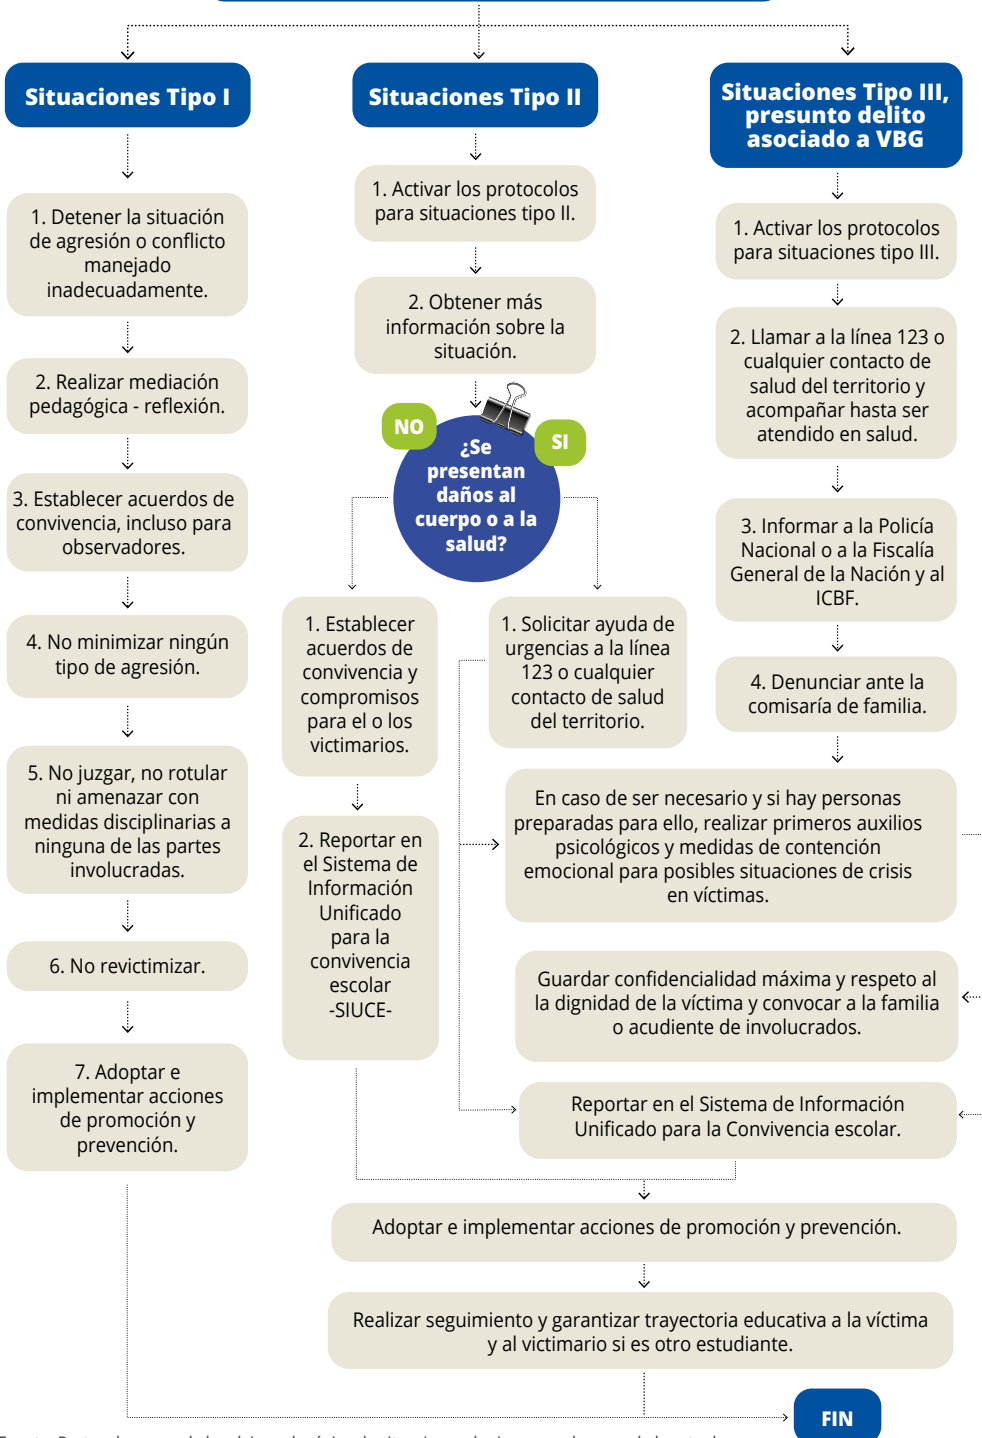 Situaciones Tipo I
1. Detener la situación
de agresión o conflicto
manejado
inadecuadamente.
2. Realizar mediación
pedagógica - reflexión.
3. Establecer acuerdos de
convivencia, incluso para
observadores.
4. No minimizar ningún
tipo de agresión.
5. No juzgar, no rotular
ni amenazar con
medidas disciplinarias a
ninguna de las partes
involucradas.
6. No revictimizar.
7. Adoptar e
implementar acciones
de promoción y
prevención.
Situaciones Tipo II
1. Activar los protocolos
para situaciones tipo II.
2. Obtener más
información sobre la
situación.
NO
SI
¿Se
presentan
daños al
cuerpo o a la
salud?
1. Establecer
acuerdos de
convivencia y
compromisos
para el o los
victimarios.
2. Reportar en
el Sistema de
Información
Unificado
para la
convivencia
escolar
-SIUCE-
1. Solicitar ayuda de
urgencias a la línea
123 o cualquier
contacto de salud
del territorio.
Situaciones Tipo III,
presunto delito
asociado a VBG
1. Activar los protocolos
para situaciones tipo III.
2. Llamar a la línea 123 o
cualquier contacto de
salud del territorio y
acompañar hasta ser
atendido en salud.
3. Informar a la Policía
Nacional o a la Fiscalía
General de la Nación y al
ICBF.
4. Denunciar ante la
comisaría de familia.
En caso de ser necesario y si hay personas
preparadas para ello, realizar primeros auxilios
psicológicos y medidas de contención
emocional para posibles situaciones de crisis
en víctimas.
Guardar confidencialidad máxima y respeto al
la dignidad de la víctima y convocar a la familia
o acudiente de involucrados.
Reportar en el Sistema de Información
Unificado para la Convivencia escolar.
Adoptar e implementar acciones de promoción y prevención.
Realizar seguimiento y garantizar trayectoria educativa a la víctima
y al victimario si es otro estudiante.
FIN